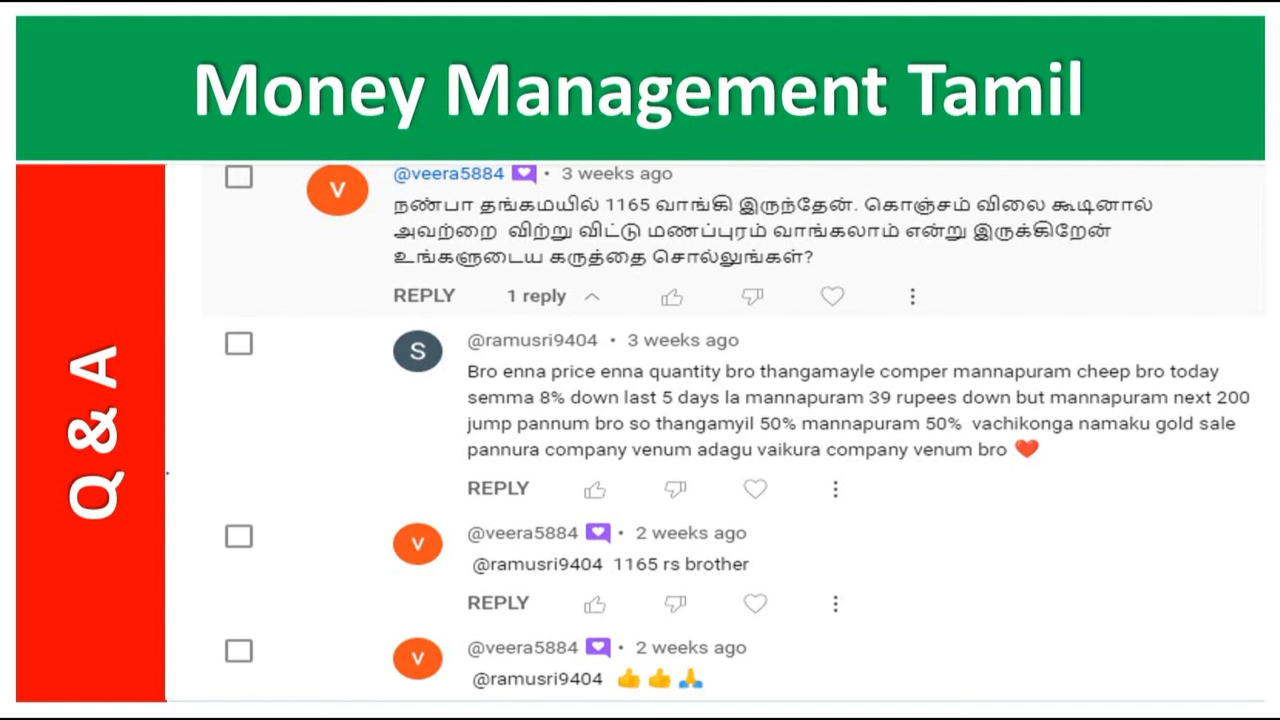 Money Management Tamil
Q & A
@veera5884 • 3 weeks ago
நண்பா தங்கமயில் 1165 வாங்கி இருந்தேன். கொஞ்சம் விலை கூடினால்
அவற்றை விற்று விட்டு மணப்புரம் வாங்கலாம் என்று இருக்கிறேன்
உங்களுடைய கருத்தை சொல்லுங்கள்?
REPLY 1 reply
@ramusri9404 • 3 weeks ago
Bro enna price enna quantity bro thangamayle comper mannapuram cheep bro today
semma 8% down last 5 days la mannapuram 39 rupees down but mannapuram next 200
jump pannum bro so thangamyil 50% mannapuram 50% vachikonga namaku gold sale
pannura company venum adagu vaikura company venum bro ❤️
REPLY
@veera5884 • 2 weeks ago
@ramusri9404 1165 rs brother
REPLY
@veera5884 • 2 weeks ago
@ramusri9404 👍👍🙏
V
S
V
V